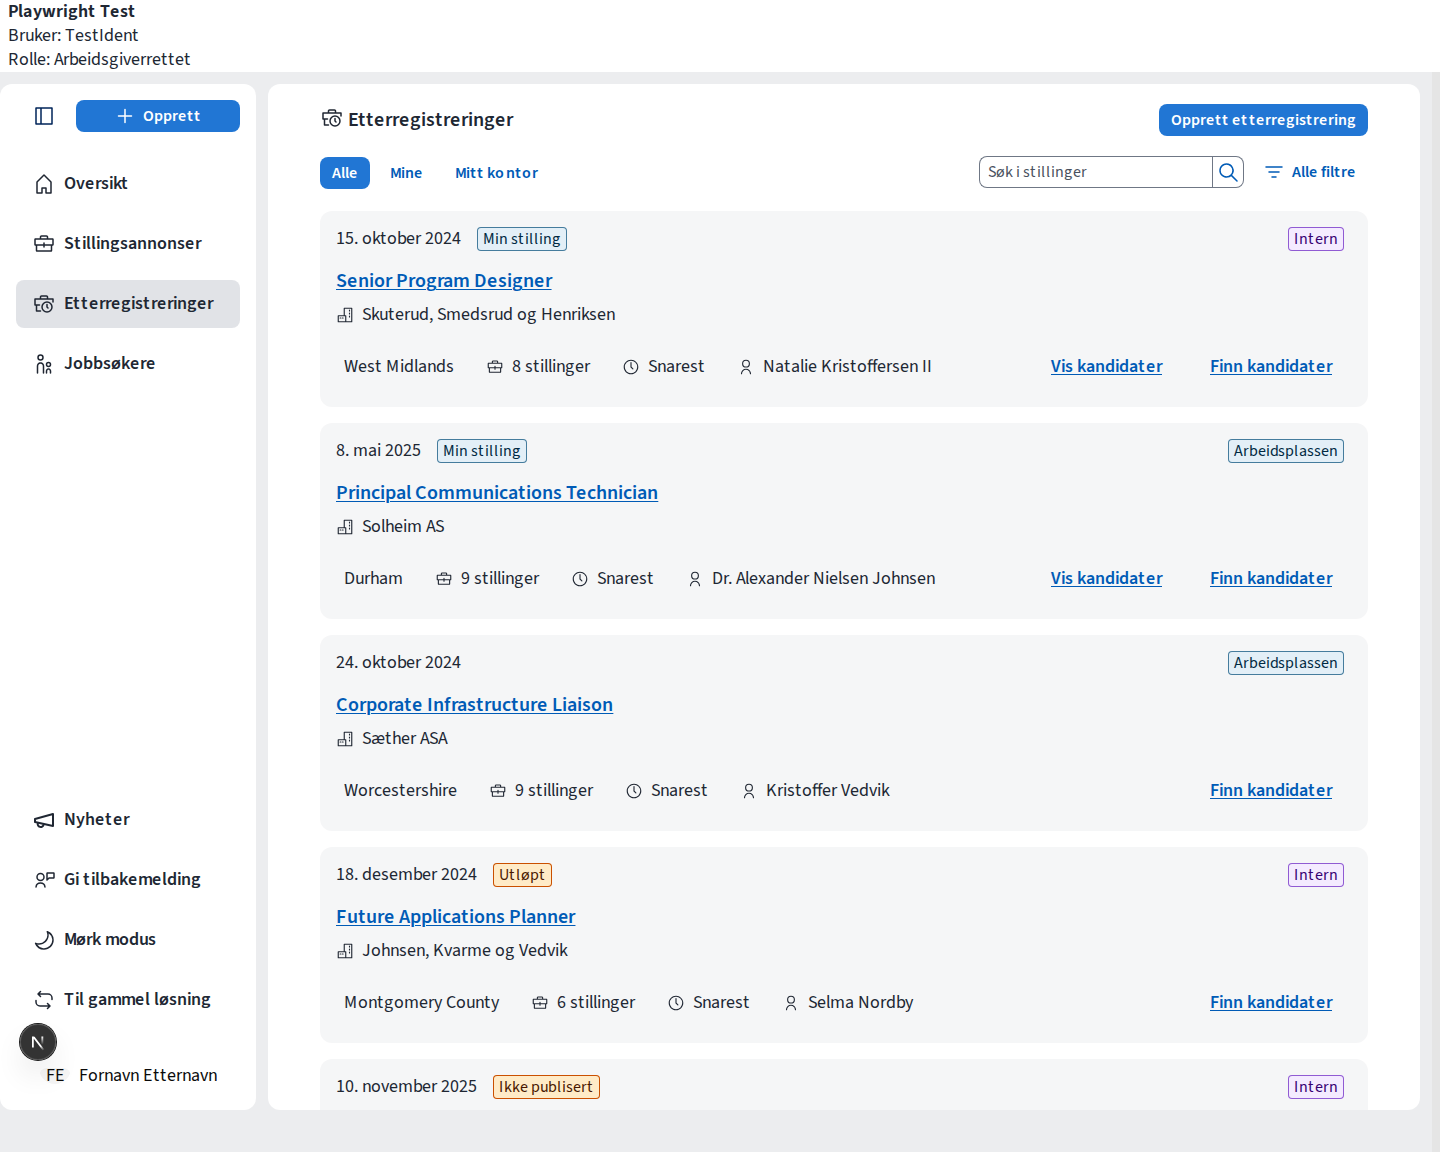 Playwright Test
Bruker: TestIdent
Rolle: Arbeidsgiverrettet
Opprett
Oversikt
Stillingsannonser
Etterregistreringer
Jobbsøkere
Nyheter
Gi tilbakemelding
Mørk modus
Til gammel løsning
N
FE Fornavn Etternavn
Etterregistreringer
Opprett etterregistrering
Alle Mine Mitt kontor
Søk i stillinger
Alle filtre
15. oktober 2024 Min stilling Intern
Senior Program Designer
Skuterud, Smedsrud og Henriksen
West Midlands 8 stillinger Snarest Natalie Kristoffersen II Vis kandidater Finn kandidater
8. mai 2025 Min stilling Arbeidsplassen
Principal Communications Technician
Solheim AS
Durham 9 stillinger Snarest Dr. Alexander Nielsen Johnsen Vis kandidater Finn kandidater
24. oktober 2024 Arbeidsplassen
Corporate Infrastructure Liaison
Sæther ASA
Worcestershire 9 stillinger Snarest Kristoffer Vedvik Finn kandidater
18. desember 2024 Utløpt Intern
Future Applications Planner
Johnsen, Kvarme og Vedvik
Montgomery County 6 stillinger Snarest Selma Nordby Finn kandidater
10. november 2025 Ikke publisert Intern